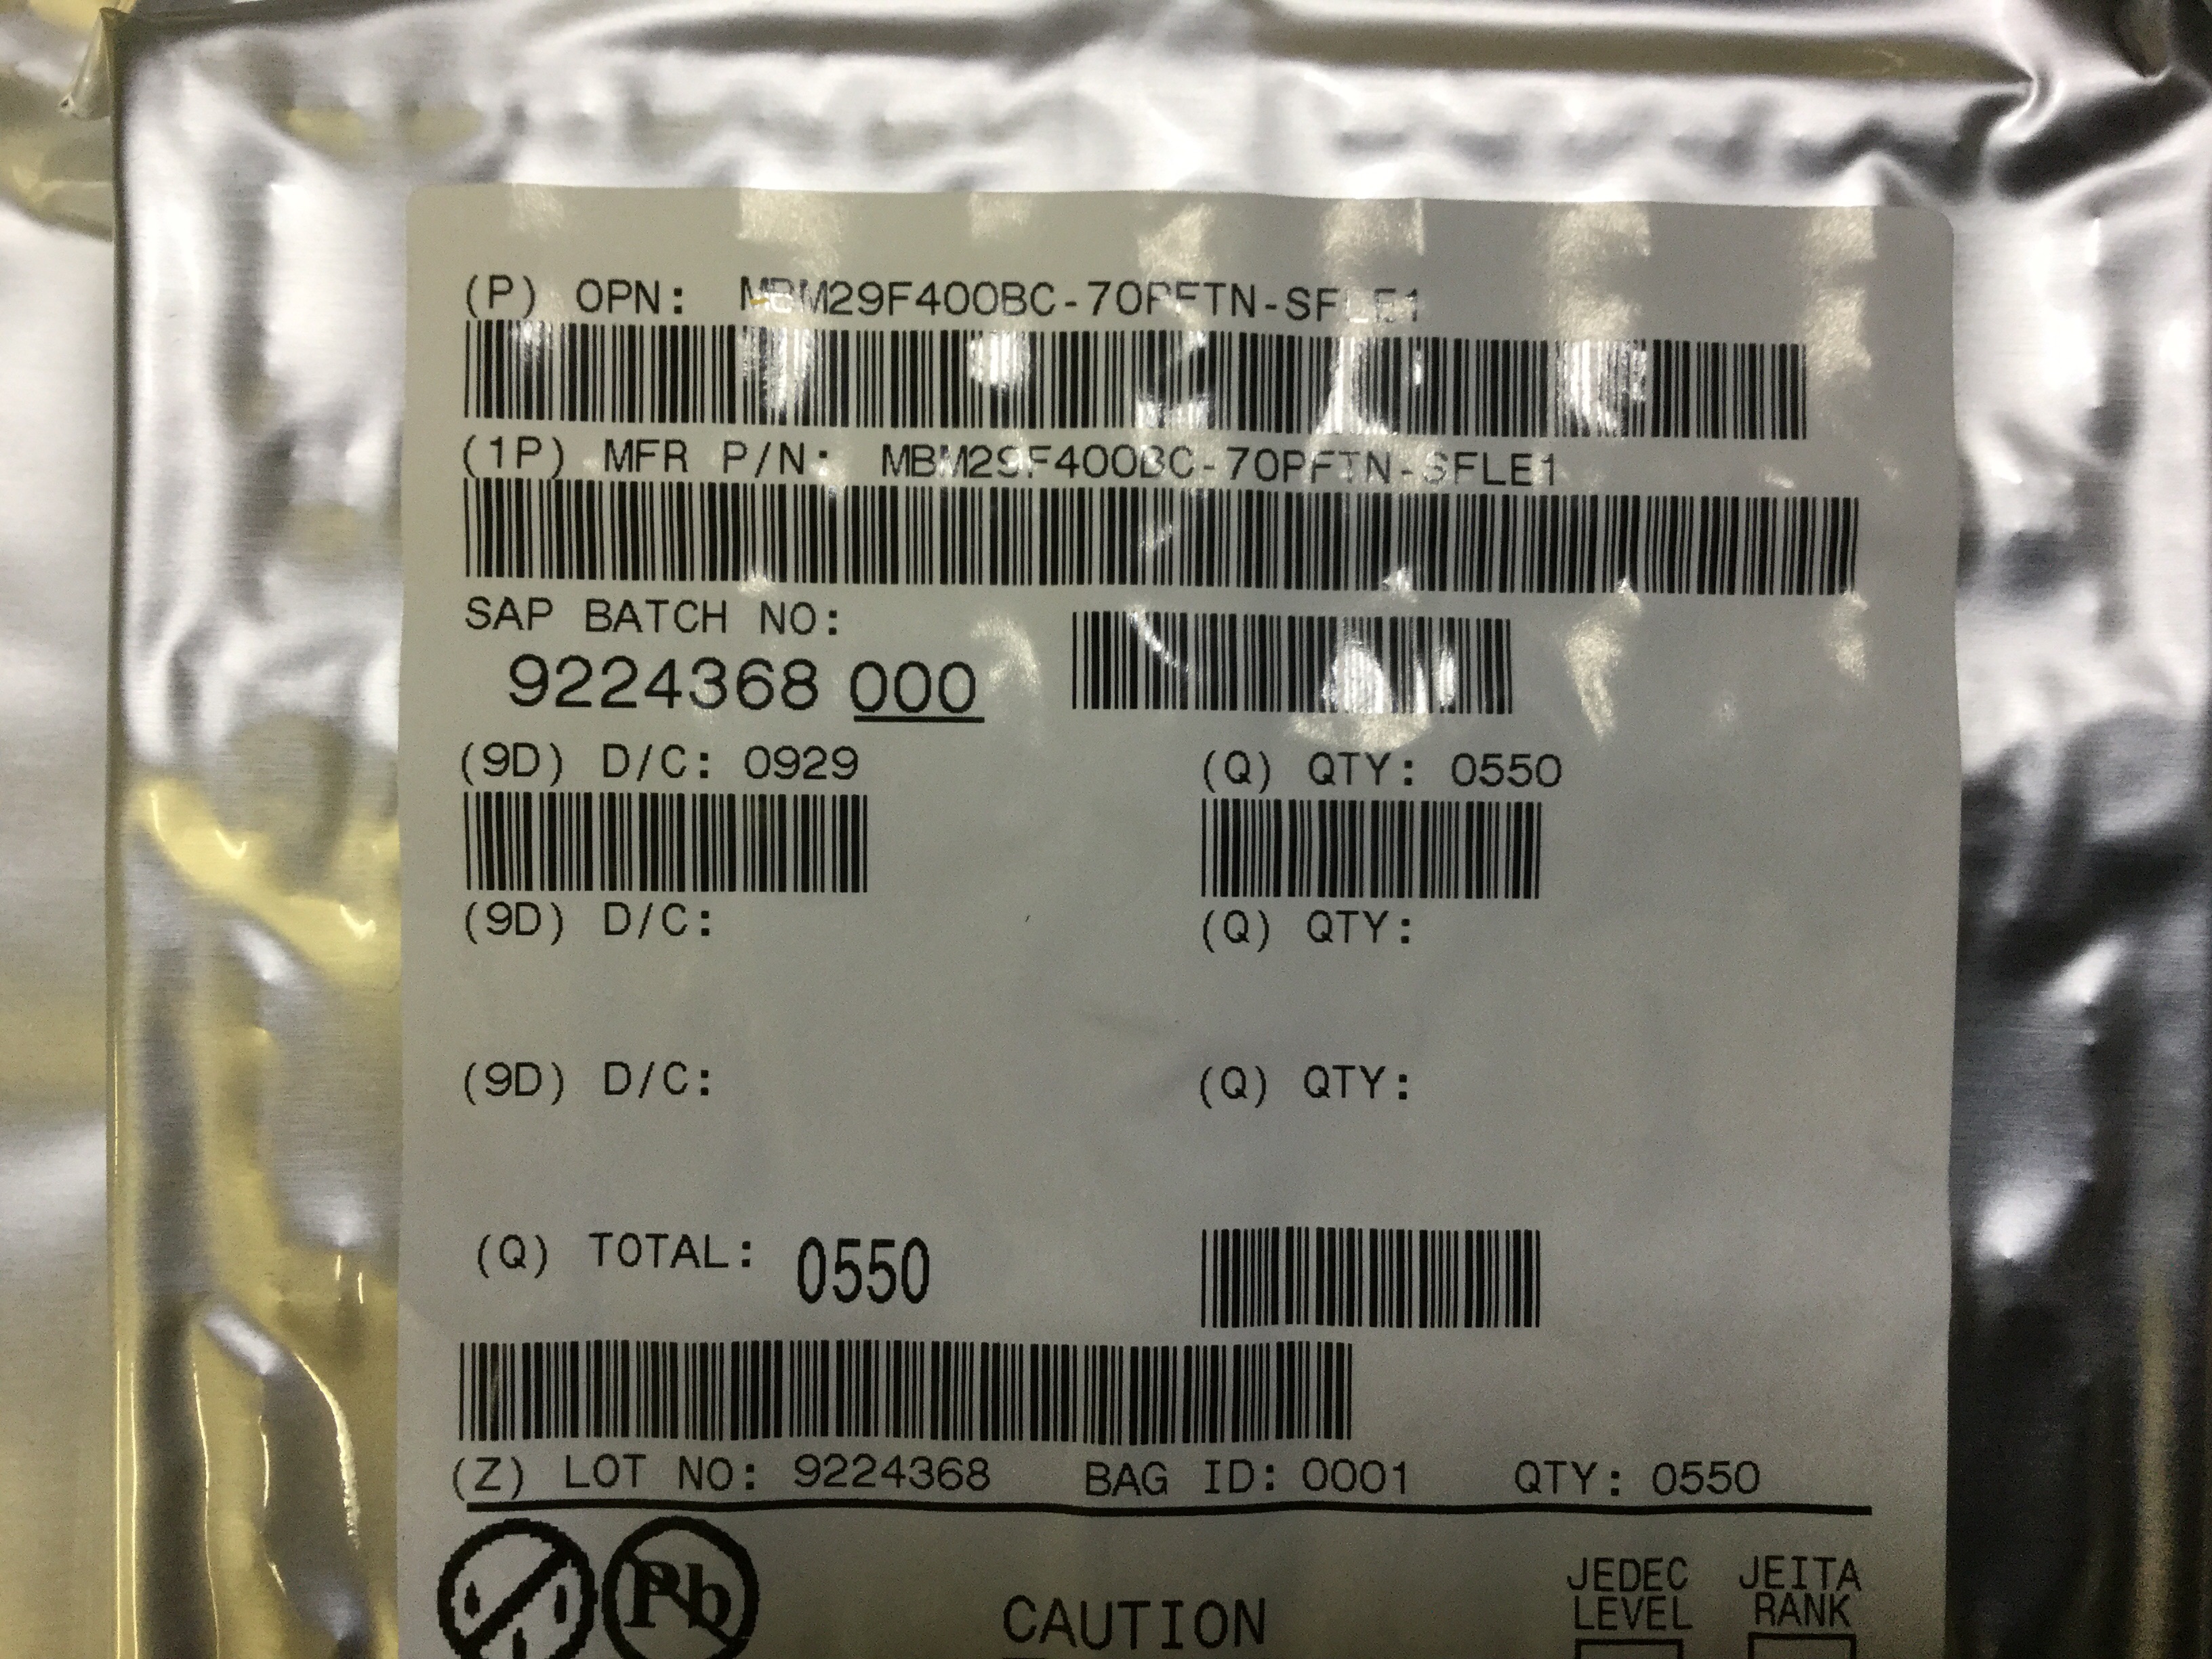 (P) OPN: MBM29F400BC-70PFTN-SFLE1
(1P) MFR P/N: MBM29F400BC-70PFTN-SFLE1
SAP BATCH NO:
9224368 000
(9D) D/C: 0929 (Q) QTY: 0550
(9D) D/C: (Q) QTY:
(9D) D/C: (Q) QTY:
(Q) TOTAL: 0550
(Z) LOT NO: 9224368 BAG ID: 0001 QTY: 0550
Pb
CAUTION
JEDEC LEVEL
JEITA RANK